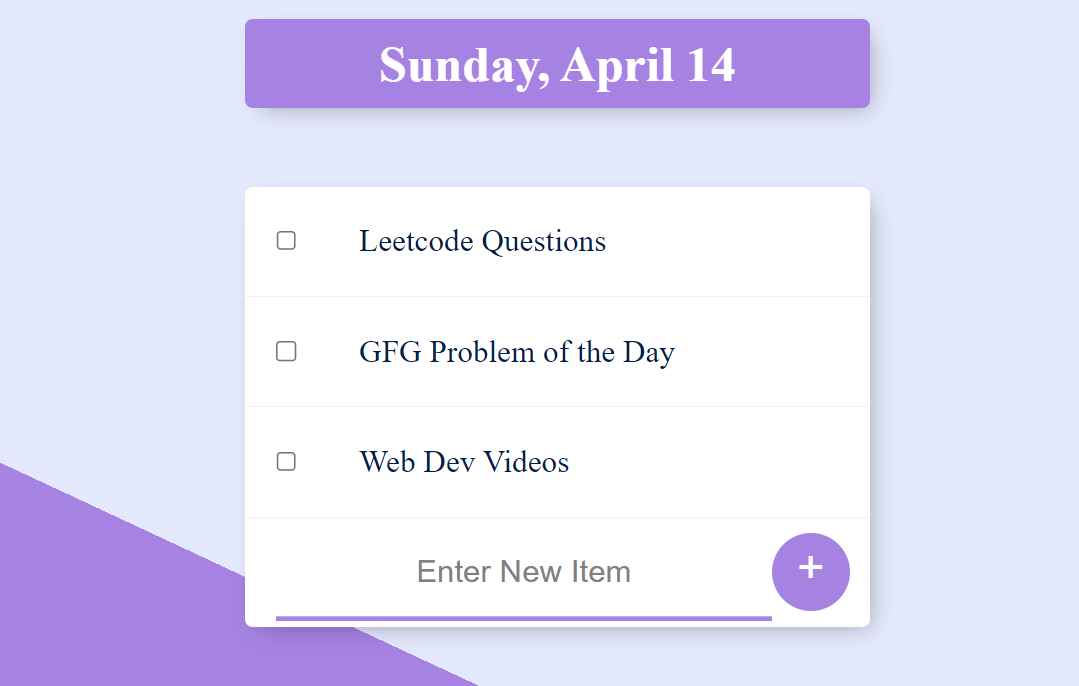 Sunday, April 14
Leetcode Questions
GFG Problem of the Day
Web Dev Videos
Enter New Item
+